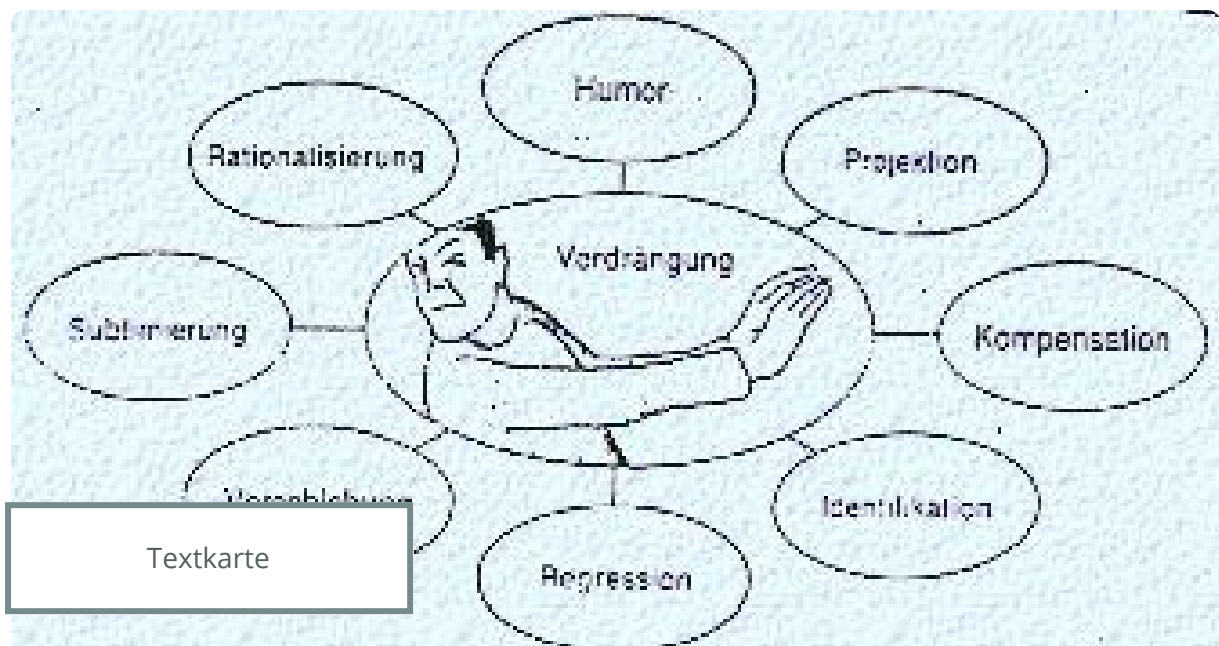 Humor
Rationalisierung
Projektion
Verdrängung
Sublimierung
Kompensation
Identifikation
Textkarte
Regression